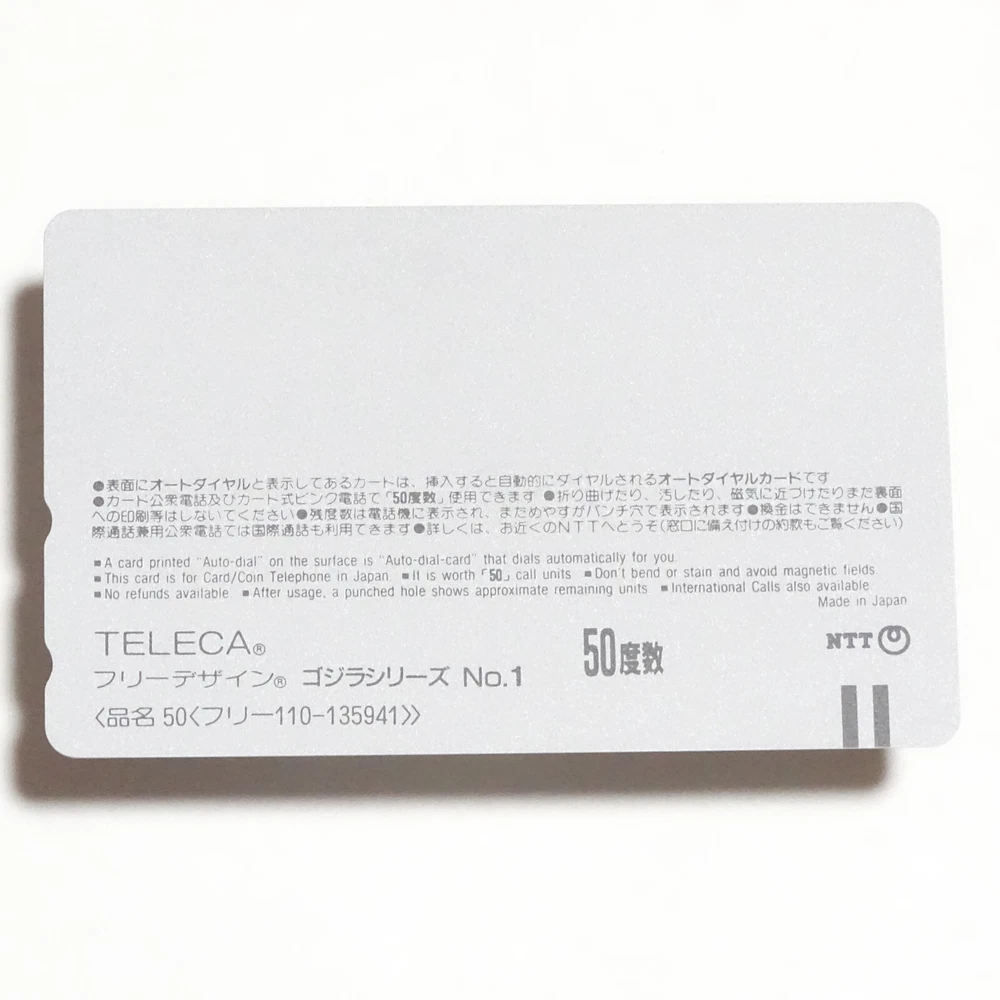 ●表面にオートダイヤルと表示してあるカートは、挿入すると自動的にダイヤルされるオートダイヤルカードです
●カード公衆電話及びカート式ピンク電話で「50度数」使用できます ●折り曲げたり、汚したり、磁気に近づけたりまた裏面
への印刷等はしないてください●残度数は電話機に表示され、まためやすがパンチ穴で表示されます●換金はできません●国
際通話兼用公衆電話では国際通話も利用できます●詳しくは、お近くのNTTへとうそ(窓口に備え付けの約款もご覧ください)
■A card printed "Auto-dial" on the surface is "Auto-dial-card" that dials automatically for you.
■This card is for Card/Coin Telephone in Japan ■It is worth「50」call units ■Don't bend or stain and avoid magnetic fields.
■No refunds available ■After usage, a punched hole shows approximate remaining units ■International Calls also available
Made in Japan
TELECA® 50度数 NTT
フリーデザイン® ゴジラシリーズ No.1
〈品名 50〈フリー110-135941〉〉